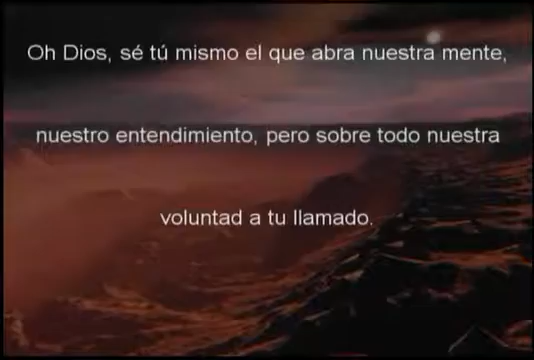 Oh Dios, sé tú mismo el que abra nuestra mente,
nuestro entendimiento, pero sobre todo nuestra
voluntad a tu llamado.